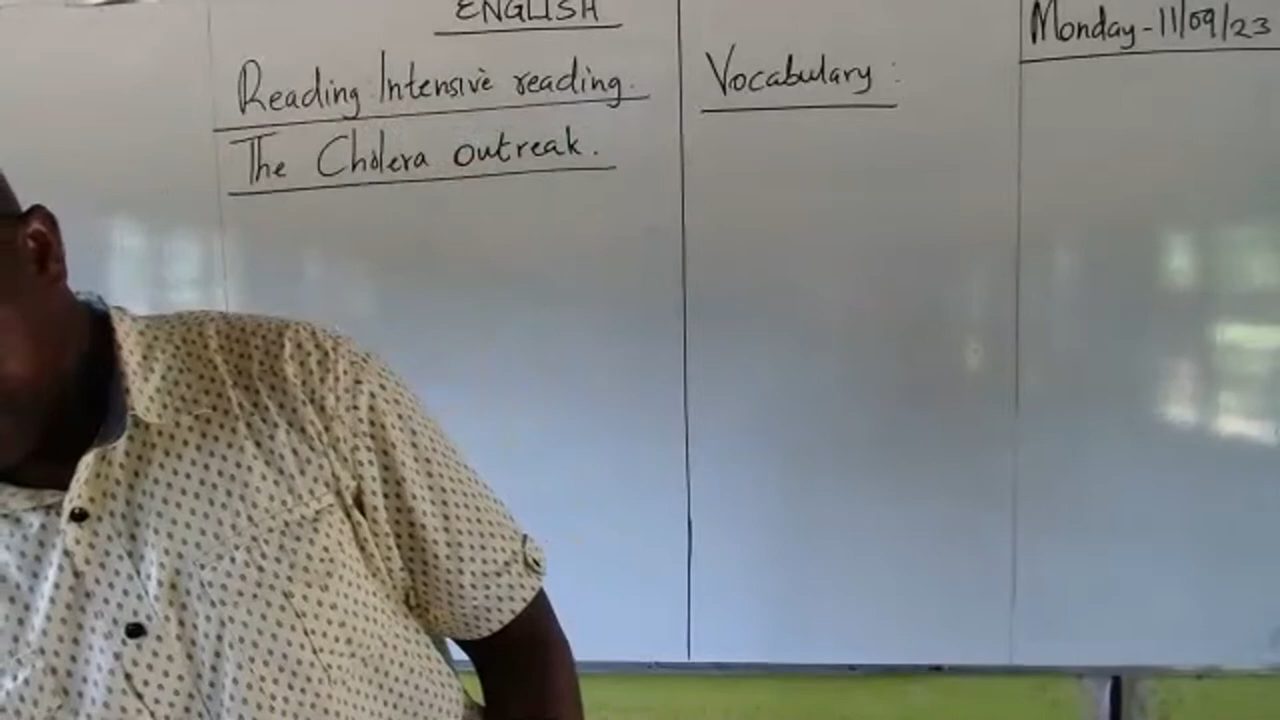 ENGLISH
Monday-11/09/23
Reading Intensive reading.
Vocabulary:
The Cholera outreak.